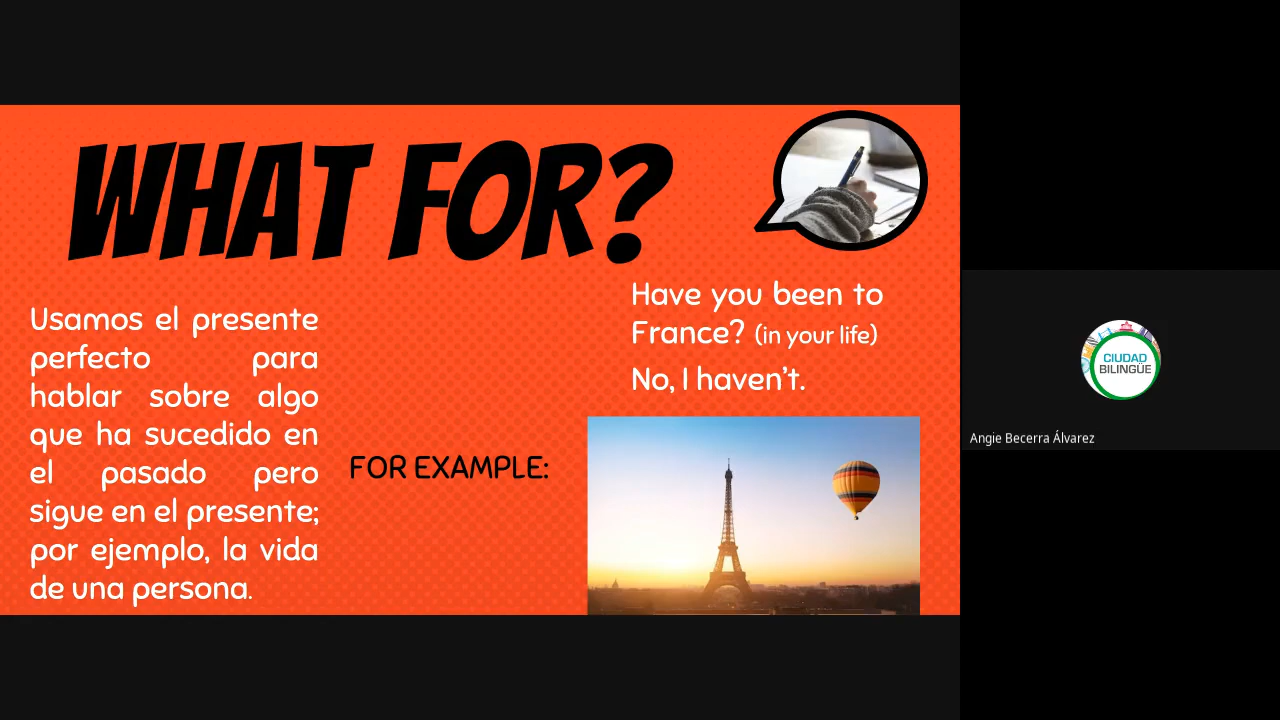 WHAT FOR?
Usamos el presente
perfecto para
hablar sobre algo
que ha sucedido en
el pasado pero
sigue en el presente;
por ejemplo, la vida
de una persona.
FOR EXAMPLE:
Have you been to
France? (in your life)
No, I haven't.
CIUDAD
BILINGÜE
Angie Becerra Álvarez